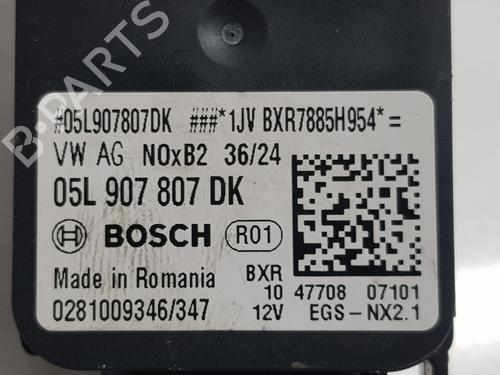 #05L907807DK ###*1JV BXR7885H954*=
VW AG NOxB2 36/24
05L 907 807 DK
BOSCH R01
Made in Romania BXR
10 47708 07101
0281009346/347 12V EGS-NX2.1
B-PARTS